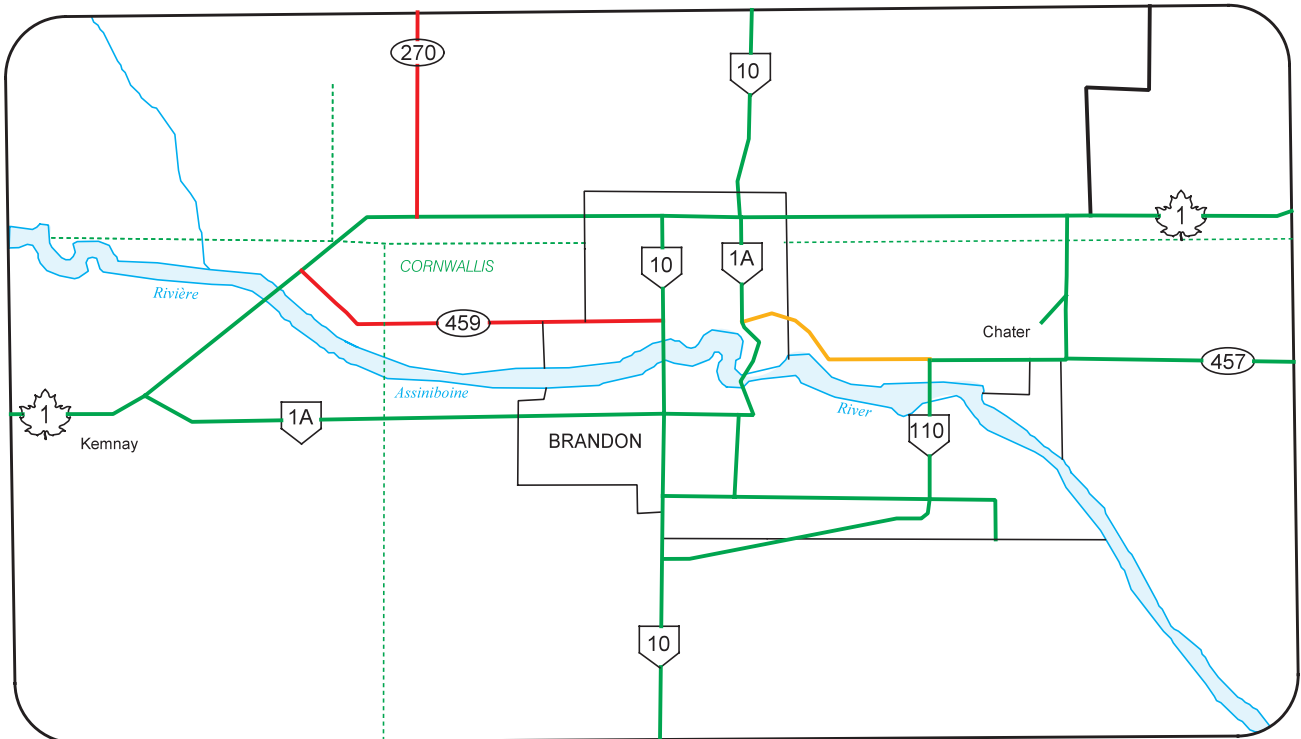 270
10
1
CORNWALLIS
10
1A
Rivière
459
Chater
457
Assiniboine
River
1
1A
110
Kemnay
BRANDON
10